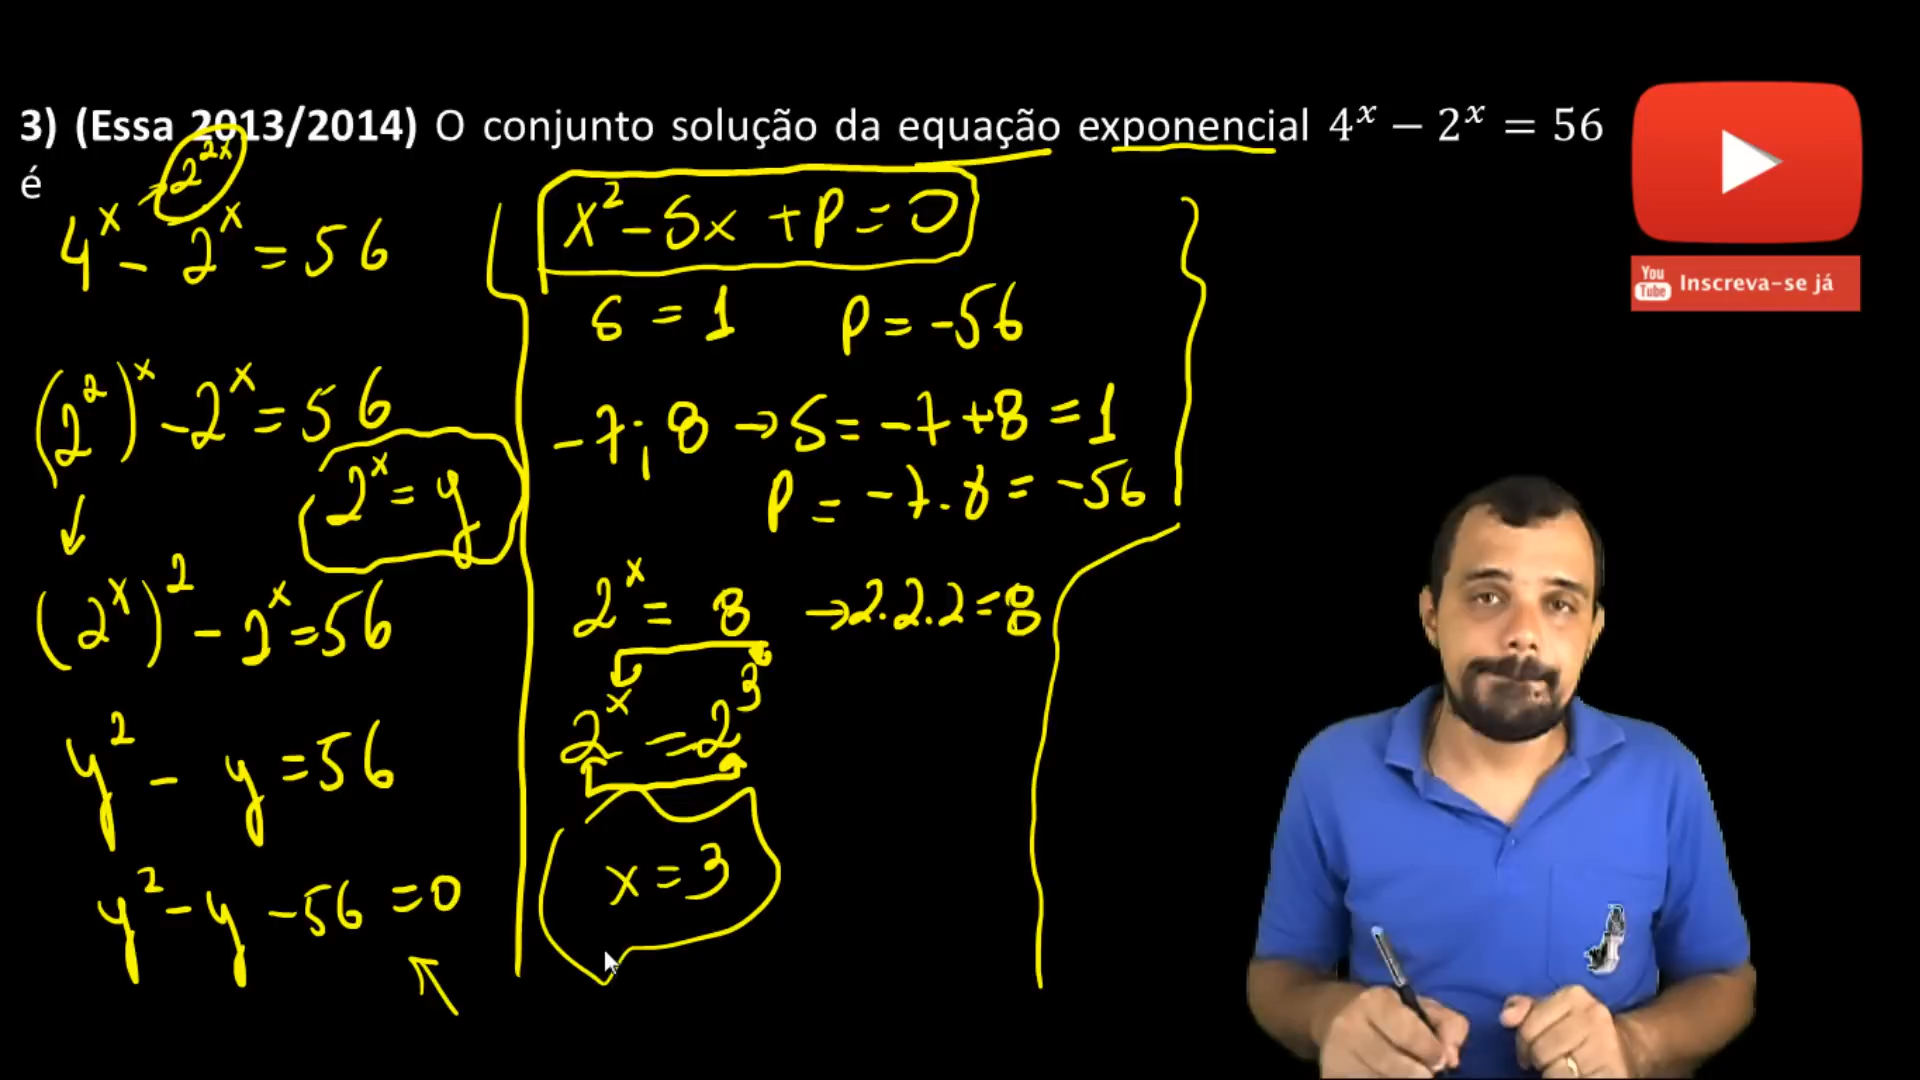 3) (Essa 2013/2014) O conjunto solução da equação exponencial 4^x − 2^x = 56
é
→ 2^2x
4^x - 2^x = 56
(2^2)^x - 2^x = 56
2^x = y
(2^x)^2 - 2^x = 56
y^2 - y = 56
y^2 - y - 56 = 0
x^2 - Sx + P = 0
S = 1 P = -56
-7; 8 → S = -7 + 8 = 1
P = -7 . 8 = -56
2^x = 8 → 2.2.2 = 8
2^x = 2^3
x = 3
You Tube Inscreva-se já